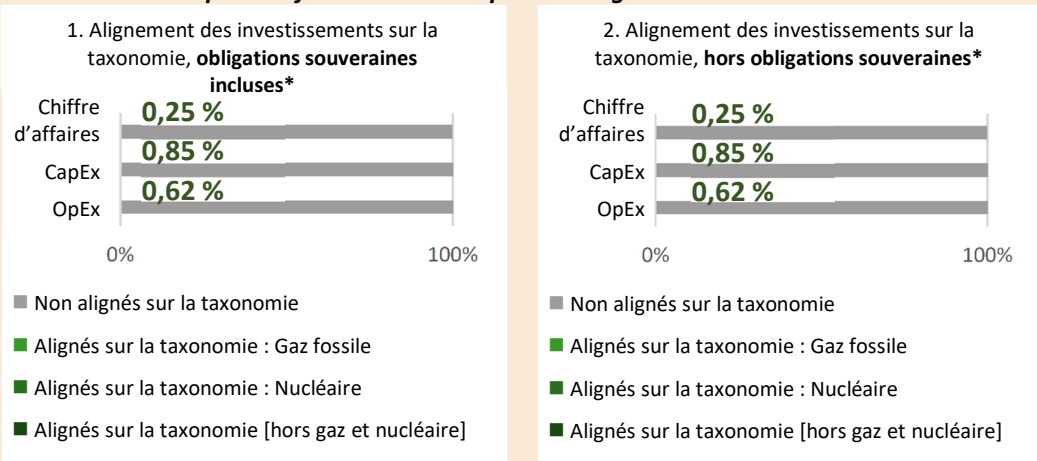 1. Alignement des investissements sur la
taxonomie, obligations souveraines
incluses*
Chiffre
d'affaires
0,25 %
CapEx
0,85 %
OpEx
0,62 %
0%
100%
Non alignés sur la taxonomie
Alignés sur la taxonomie : Gaz fossile
Alignés sur la taxonomie : Nucléaire
Alignés sur la taxonomie [hors gaz et nucléaire]
2. Alignement des investissements sur la
taxonomie, hors obligations souveraines*
Chiffre
d'affaires
0,25 %
CapEx
0,85 %
OpEx
0,62 %
0%
100%
Non alignés sur la taxonomie
Alignés sur la taxonomie : Gaz fossile
Alignés sur la taxonomie : Nucléaire
Alignés sur la taxonomie [hors gaz et nucléaire]